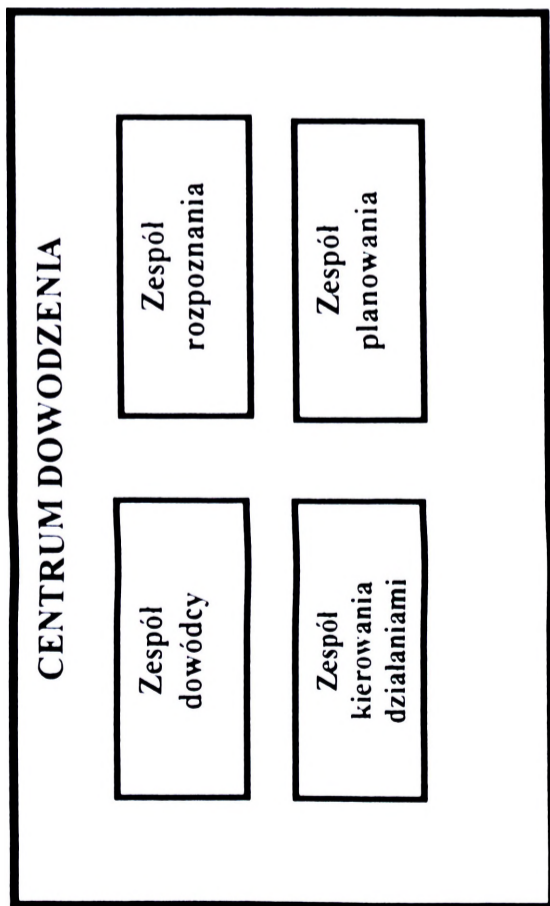 CENTRUM DOWODZENIA
Zespół
dowódcy
Zespół
rozpoznania
Zespół
kierowania
działaniami
Zespół
planowania